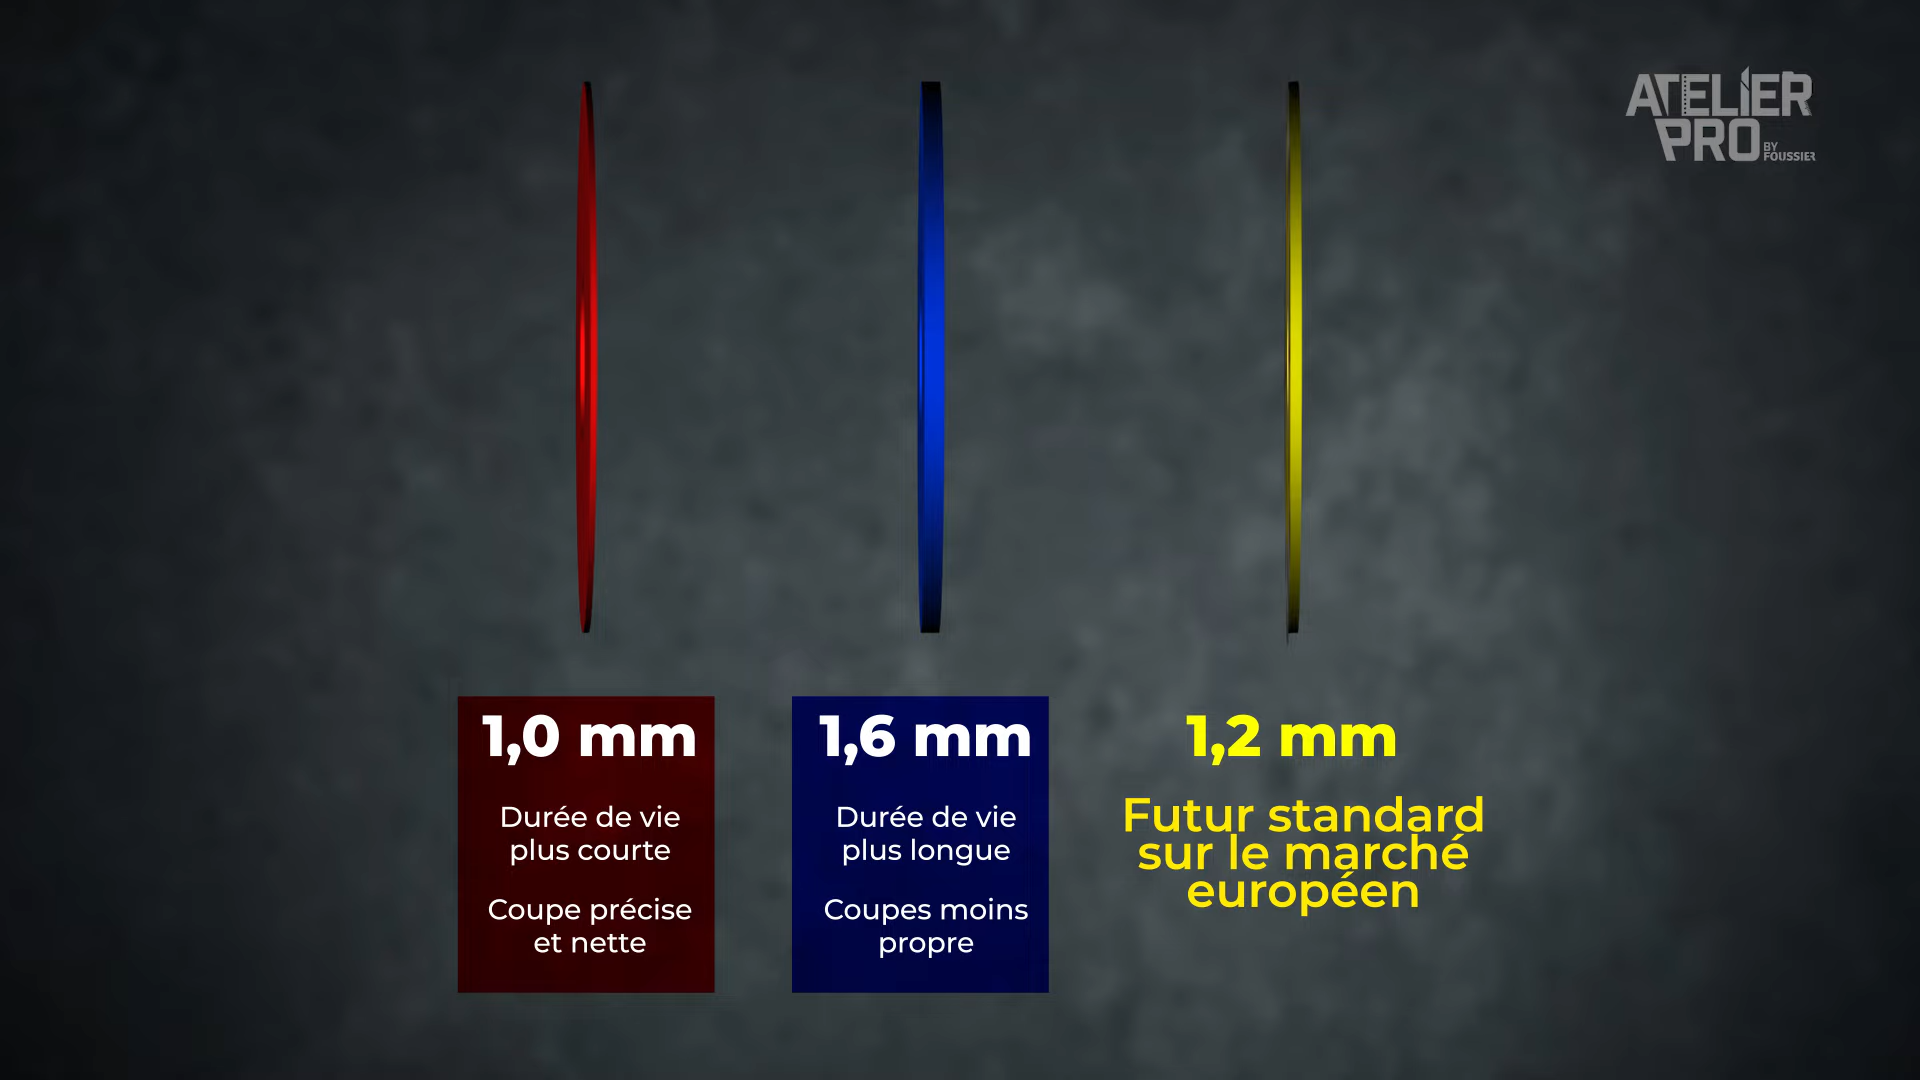 ATELIER
PRO BY
FOUSSIER
1,0 mm
Durée de vie
plus courte
Coupe précise
et nette
1,6 mm
Durée de vie
plus longue
Coupes moins
propre
1,2 mm
Futur standard
sur le marché
européen